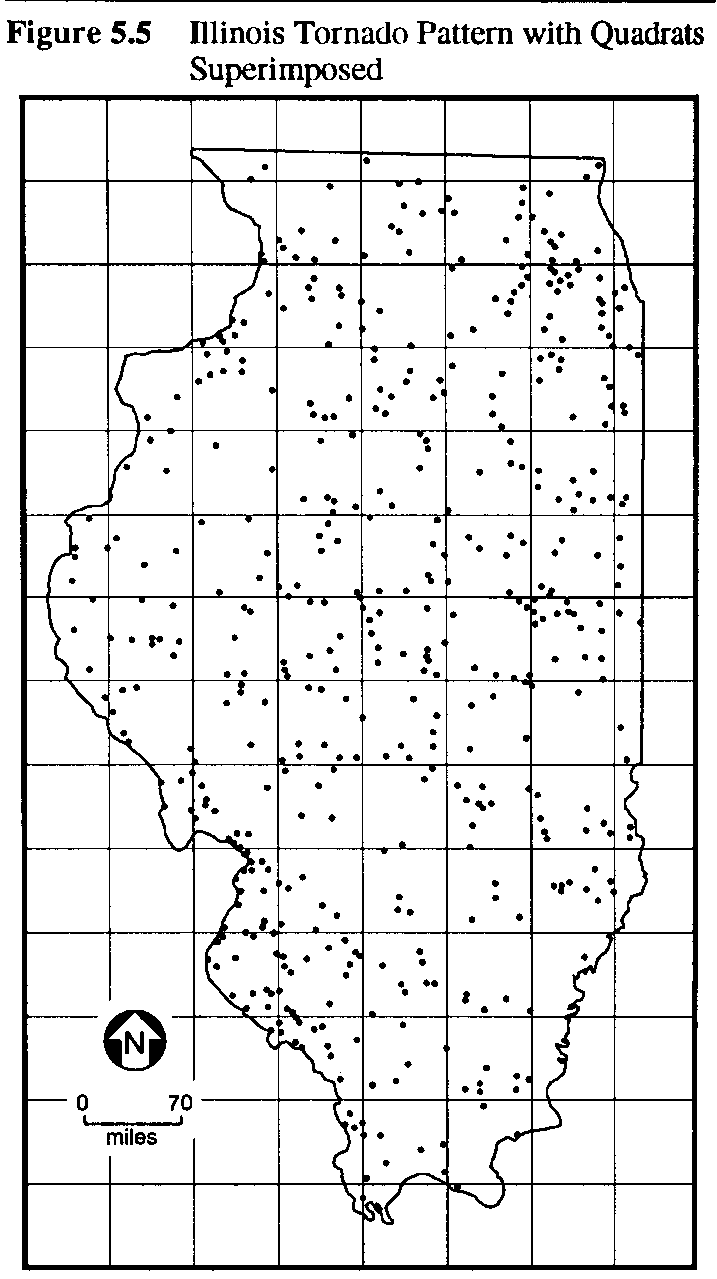 Figure 5.5 Illinois Tornado Pattern with Quadrats
Superimposed
N
0 70
miles